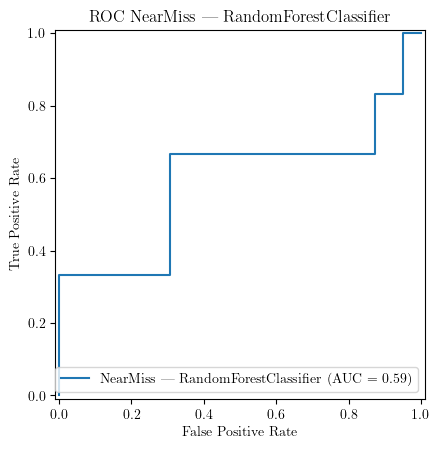 ROC NearMiss — RandomForestClassifier
1.0
0.8
0.6
0.4
0.2
0.0
True Positive Rate
NearMiss — RandomForestClassifier (AUC = 0.59)
0.0 0.2 0.4 0.6 0.8 1.0
False Positive Rate